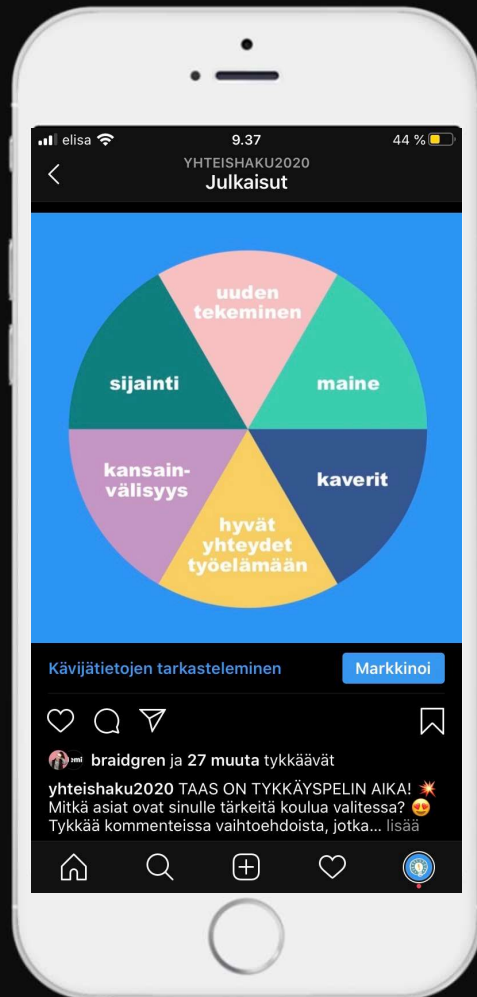 elisa 9.37 44 %
YHTEISHAKU2020
Julkaisut
uuden
tekeminen
sijainti
maine
kansain-
välisyys
kaverit
hyvät
yhteydet
työelämään
Kävijätietojen tarkasteleminen Markkinoi
braidgren ja 27 muuta tykkäävät
yhteishaku2020 TAAS ON TYKKÄYSPELIN AIKA! 💥
Mitkä asiat ovat sinulle tärkeitä koulua valitessa? 😍
Tykkää kommenteissa vaihtoehdoista, jotka... lisää